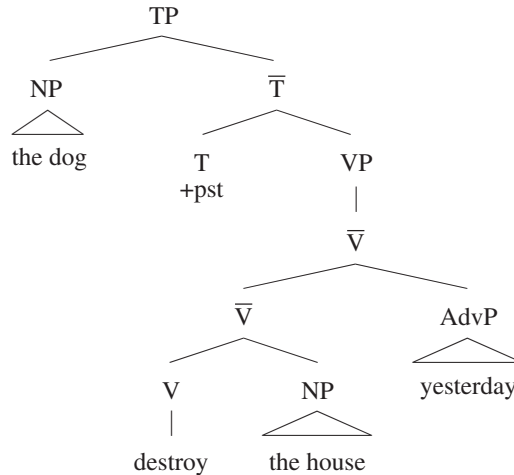 TP
NP T̅
the dog T VP
+pst
V̅
V̅ AdvP
V NP yesterday
destroy the house